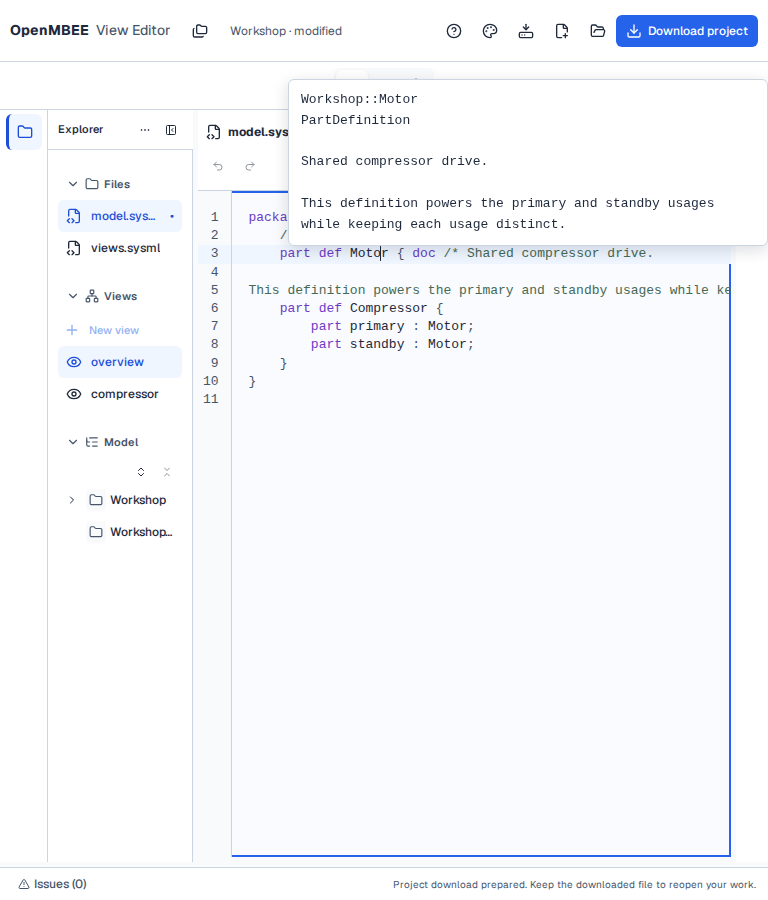 OpenMBEE View Editor
Workshop · modified
Download project
Explorer
Files
model.sys...
views.sysml
Views
New view
overview
compressor
Model
Workshop
Workshop...
model.sys
Workshop::Motor
PartDefinition
Shared compressor drive.
This definition powers the primary and standby usages
while keeping each usage distinct.
1 packa
2 /
3 part def Motor { doc /* Shared compressor drive.
4
5 This definition powers the primary and standby usages while ke
6 part def Compressor {
7 part primary : Motor;
8 part standby : Motor;
9 }
10 }
11
Issues (0)
Project download prepared. Keep the downloaded file to reopen your work.